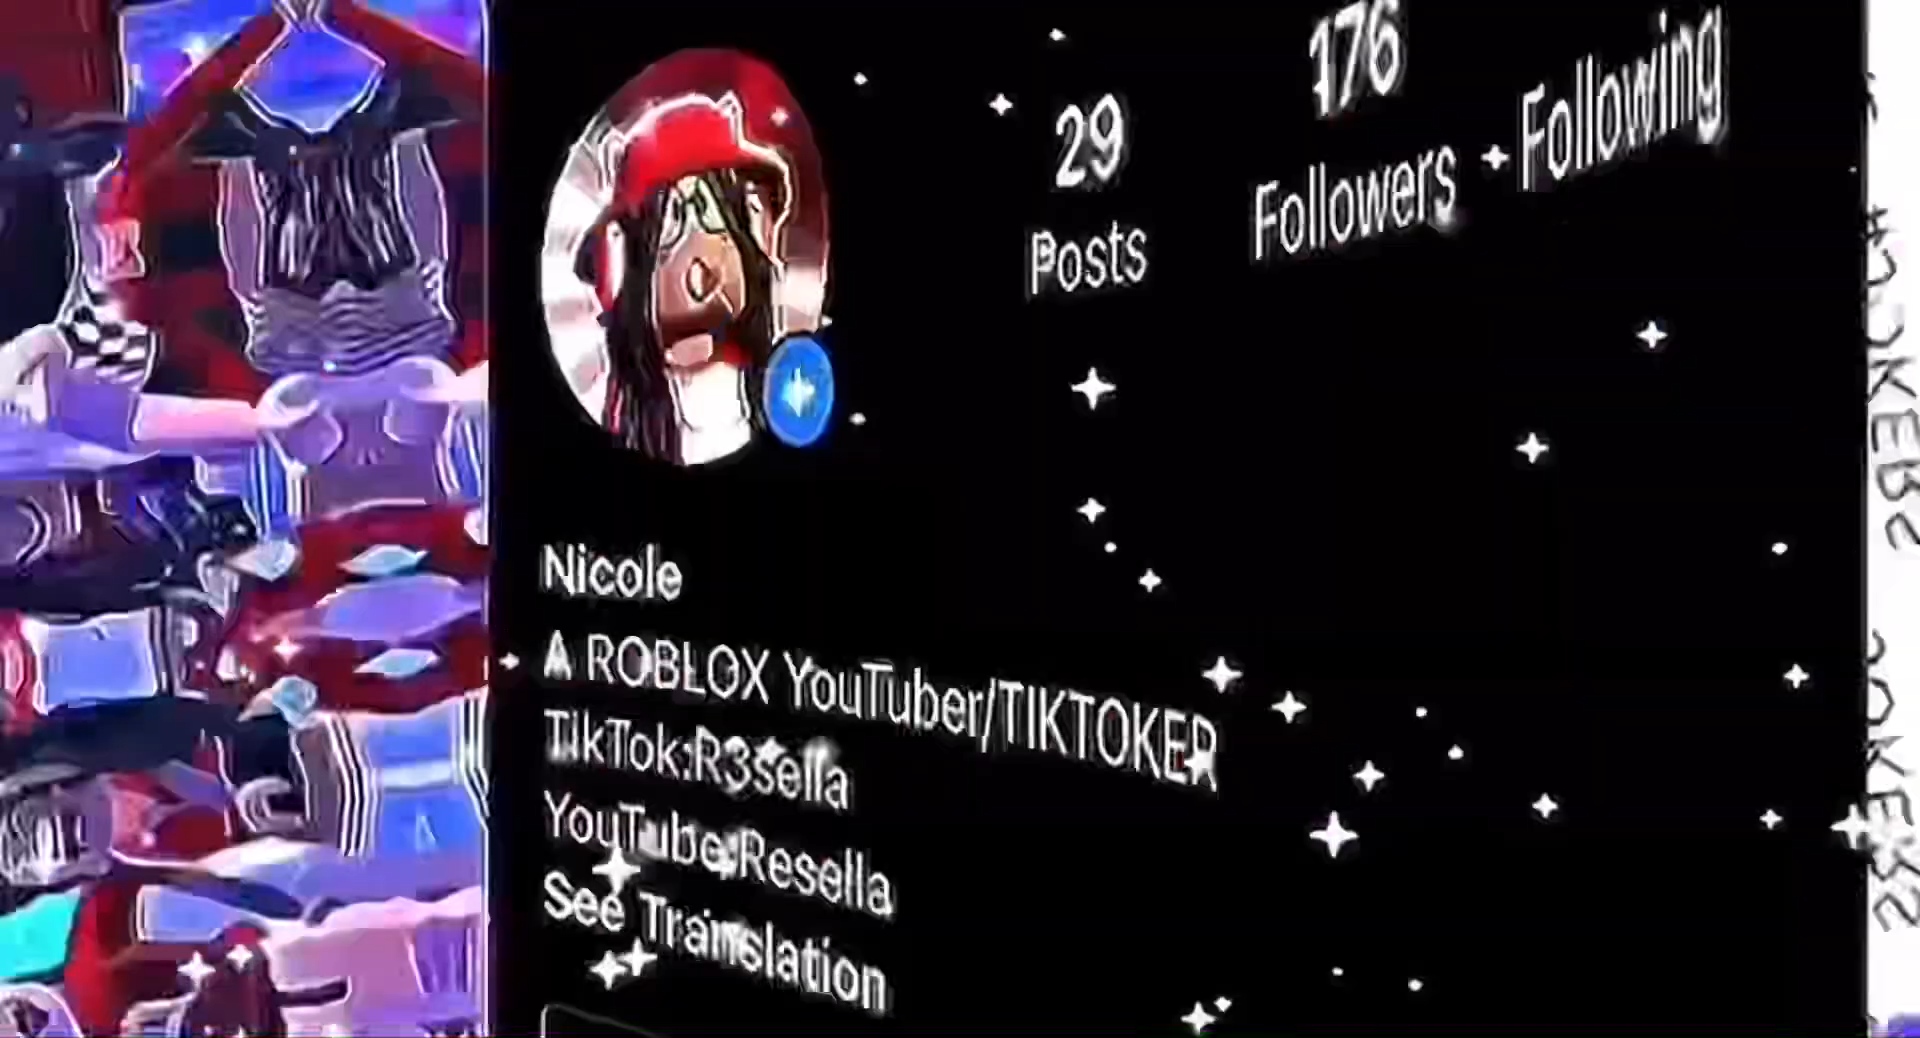 29
Posts
176
Followers
Following
Nicole
A ROBLOX YouTuber/TIKTOKER
TikTok:R3sella
YouTube:Resella
See Translation